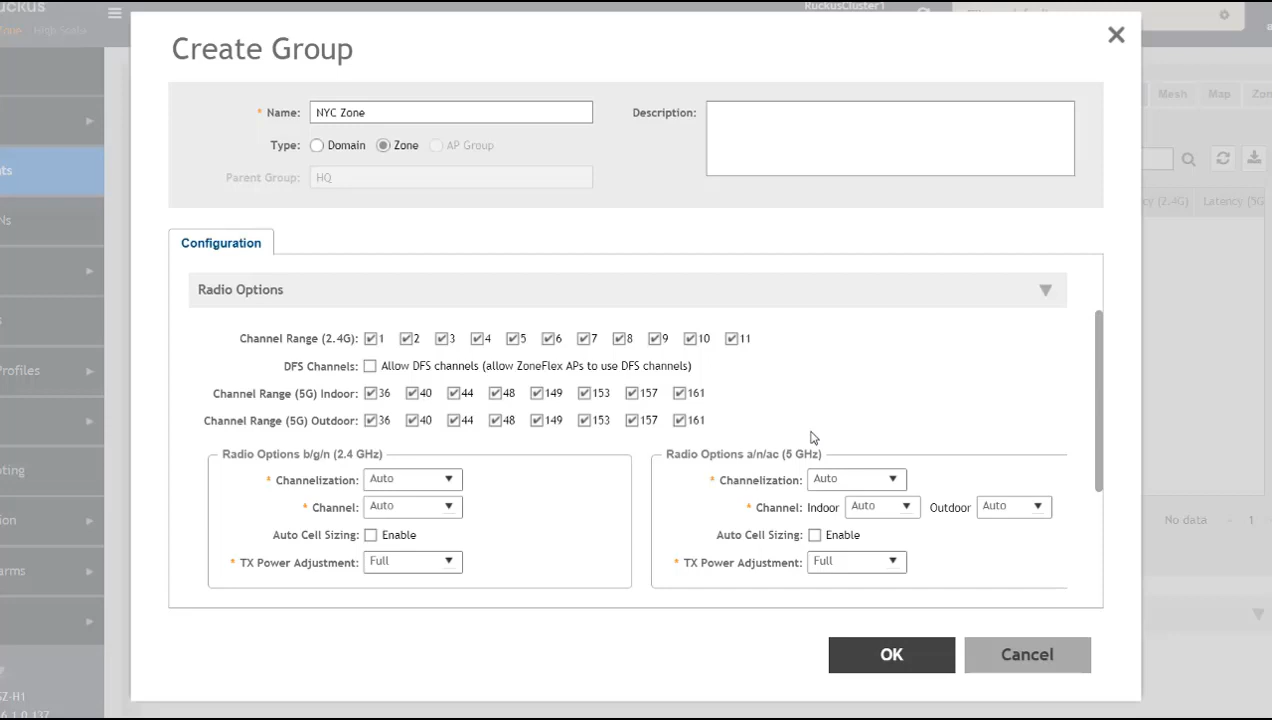 RuckusCluster1
Create Group
* Name: NYC Zone
Description:
Type: Domain Zone AP Group
Parent Group: HQ
Mesh Map
Latency (5G
Configuration
Radio Options
Channel Range (2.4G): 1 2 3 4 5 6 7 8 9 10 11
DFS Channels: Allow DFS channels (allow ZoneFlex APs to use DFS channels)
Channel Range (5G) Indoor: 36 40 44 48 149 153 157 161
Channel Range (5G) Outdoor: 36 40 44 48 149 153 157 161
Radio Options b/g/n (2.4 GHz)
* Channelization: Auto
* Channel: Auto
Auto Cell Sizing: Enable
* TX Power Adjustment: Full
Radio Options a/n/ac (5 GHz)
* Channelization: Auto
* Channel: Indoor Auto Outdoor Auto
Auto Cell Sizing: Enable
* TX Power Adjustment: Full
No data - 1
OK Cancel